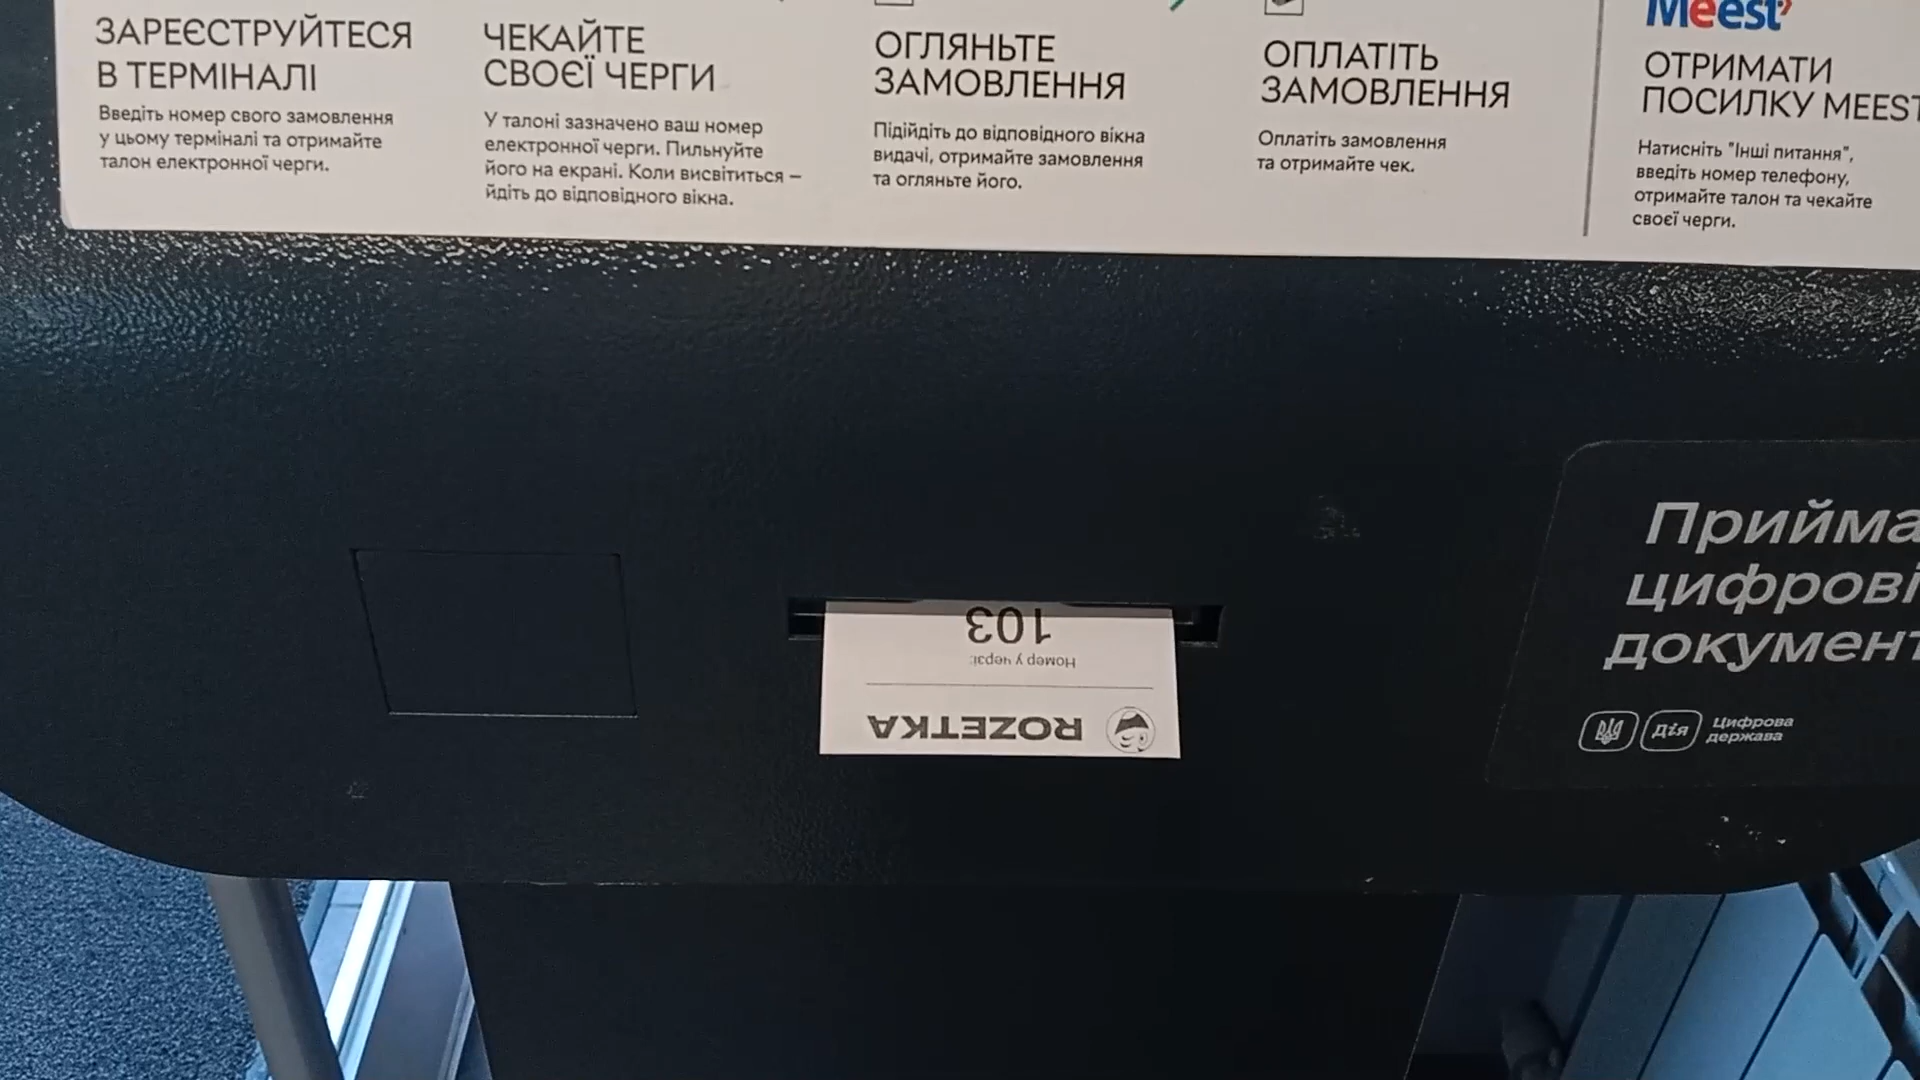 ЗАРЕЄСТРУЙТЕСЯ
В ТЕРМІНАЛІ
Введіть номер свого замовлення
у цьому терміналі та отримайте
талон електронної черги.
ЧЕКАЙТЕ
СВОЄЇ ЧЕРГИ
У талоні зазначено ваш номер
електронної черги. Пильнуйте
його на екрані. Коли висвітиться –
йдіть до відповідного вікна.
ОГЛЯНЬТЕ
ЗАМОВЛЕННЯ
Підійдіть до відповідного вікна
видачі, отримайте замовлення
та огляньте його.
ОПЛАТІТЬ
ЗАМОВЛЕННЯ
Оплатіть замовлення
та отримайте чек.
Meest
ОТРИМАТИ
ПОСИЛКУ MEEST
Натисніть "Інші питання",
введіть номер телефону,
отримайте талон та чекайте
своєї черги.
ROZETKA
Номер у черзі:
103
Прийма
цифрові
документ
Дія
Цифрова
держава